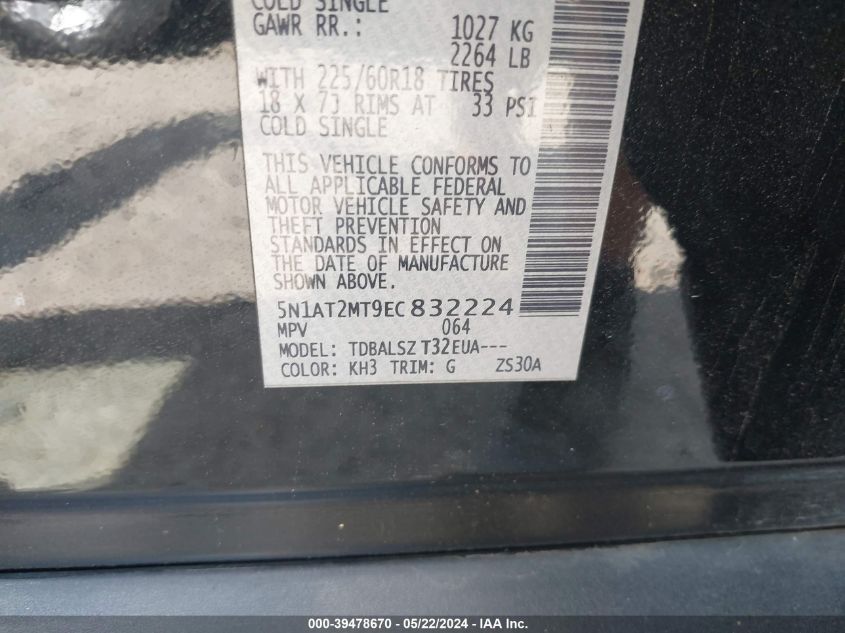 COLD SINGLE
GAWR RR.: 1027 KG
2264 LB
WITH 225/60R18 TIRES
18 X 7J RIMS AT 33 PSI
COLD SINGLE
THIS VEHICLE CONFORMS TO
ALL APPLICABLE FEDERAL
MOTOR VEHICLE SAFETY AND
THEFT PREVENTION
STANDARDS IN EFFECT ON
THE DATE OF MANUFACTURE
SHOWN ABOVE.
5N1AT2MT9EC832224
MPV 064
MODEL: TDBALSZ T32EUA---
COLOR: KH3 TRIM: G ZS30A
000-39478670 - 05/22/2024 - IAA Inc.